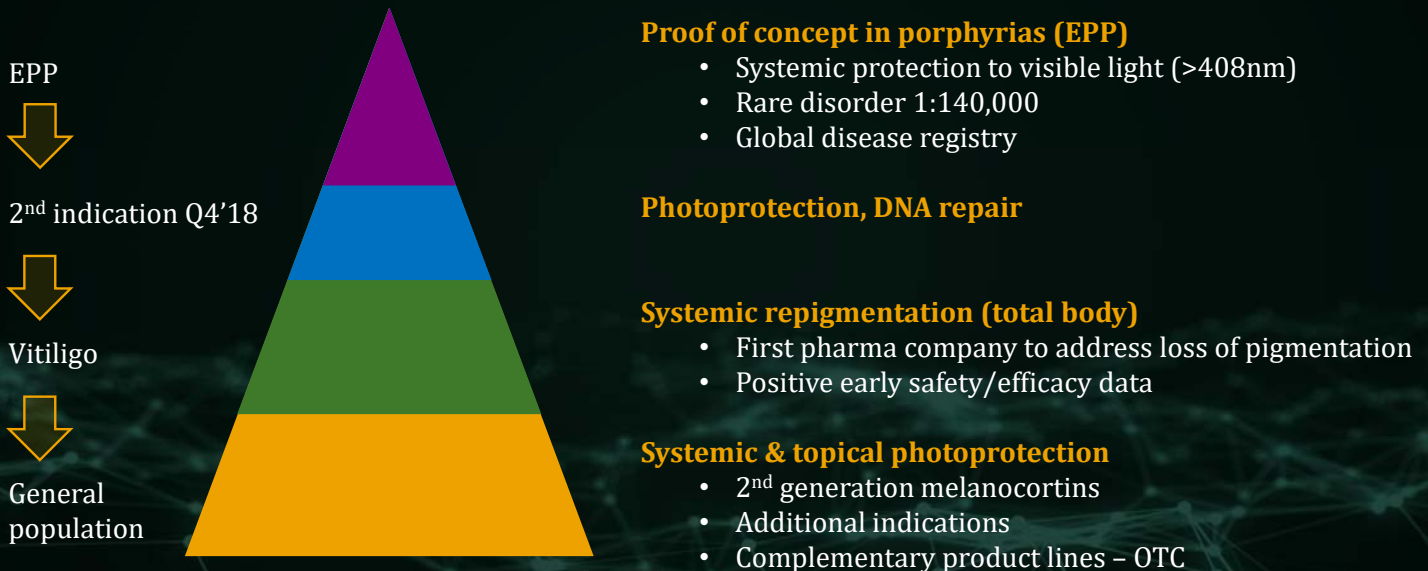 EPP
2nd indication Q4’18
Vitiligo
General
population
Proof of concept in porphyrias (EPP)
• Systemic protection to visible light (>408nm)
• Rare disorder 1:140,000
• Global disease registry
Photoprotection, DNA repair
Systemic repigmentation (total body)
• First pharma company to address loss of pigmentation
• Positive early safety/efficacy data
Systemic & topical photoprotection
• 2nd generation melanocortins
• Additional indications
• Complementary product lines – OTC